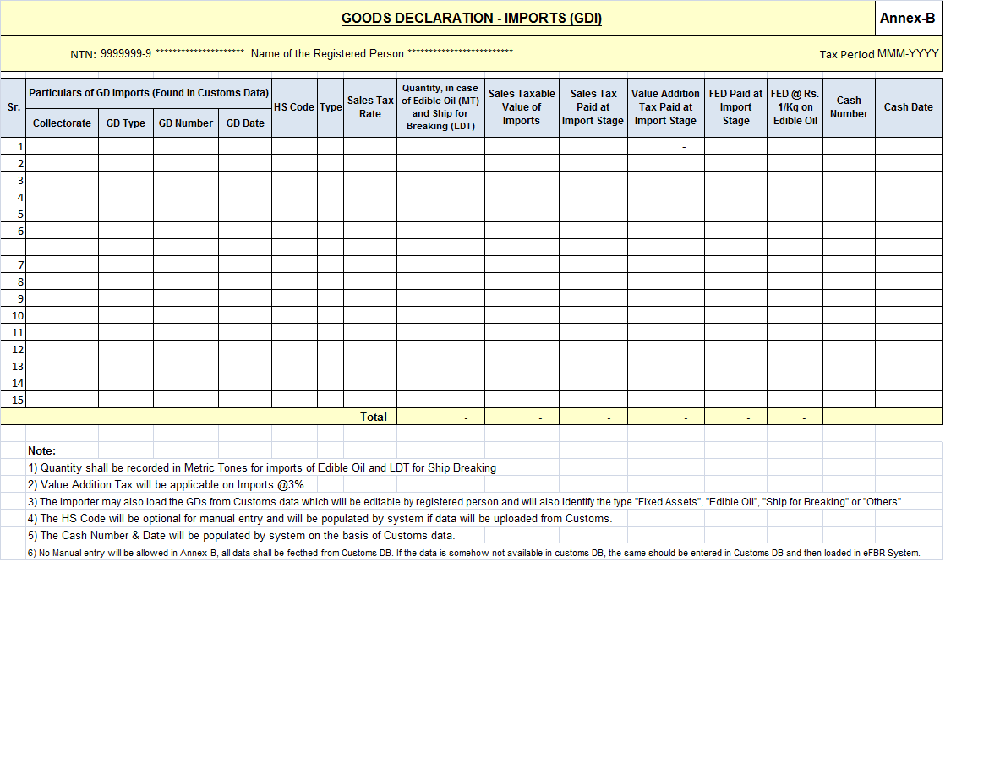 GOODS DECLARATION - IMPORTS (GDI)
Annex-B
NTN: 9999999-9 ********************* Name of the Registered Person *************************
Tax Period MMM-YYYY
Sr.
Particulars of GD Imports (Found in Customs Data)
Collectorate
GD Type
GD Number
GD Date
HS Code
Type
Sales Tax
Rate
Quantity, in case
of Edible Oil (MT)
and Ship for
Breaking (LDT)
Sales Taxable
Value of
Imports
Sales Tax
Paid at
Import Stage
Value Addition
Tax Paid at
Import Stage
FED Paid at
Import
Stage
FED @ Rs.
1/Kg on
Edible Oil
Cash
Number
Cash Date
1 -
2
3
4
5
6
7
8
9
10
11
12
13
14
15
Total - - - - - -
Note:
1) Quantity shall be recorded in Metric Tones for imports of Edible Oil and LDT for Ship Breaking
2) Value Addition Tax will be applicable on Imports @3%.
3) The Importer may also load the GDs from Customs data which will be editable by registered person and will also identify the type "Fixed Assets", "Edible Oil", "Ship for Breaking" or "Others".
4) The HS Code will be optional for manual entry and will be populated by system if data will be uploaded from Customs.
5) The Cash Number & Date will be populated by system on the basis of Customs data.
6) No Manual entry will be allowed in Annex-B, all data shall be fecthed from Customs DB. If the data is somehow not available in customs DB, the same should be entered in Customs DB and then loaded in eFBR System.